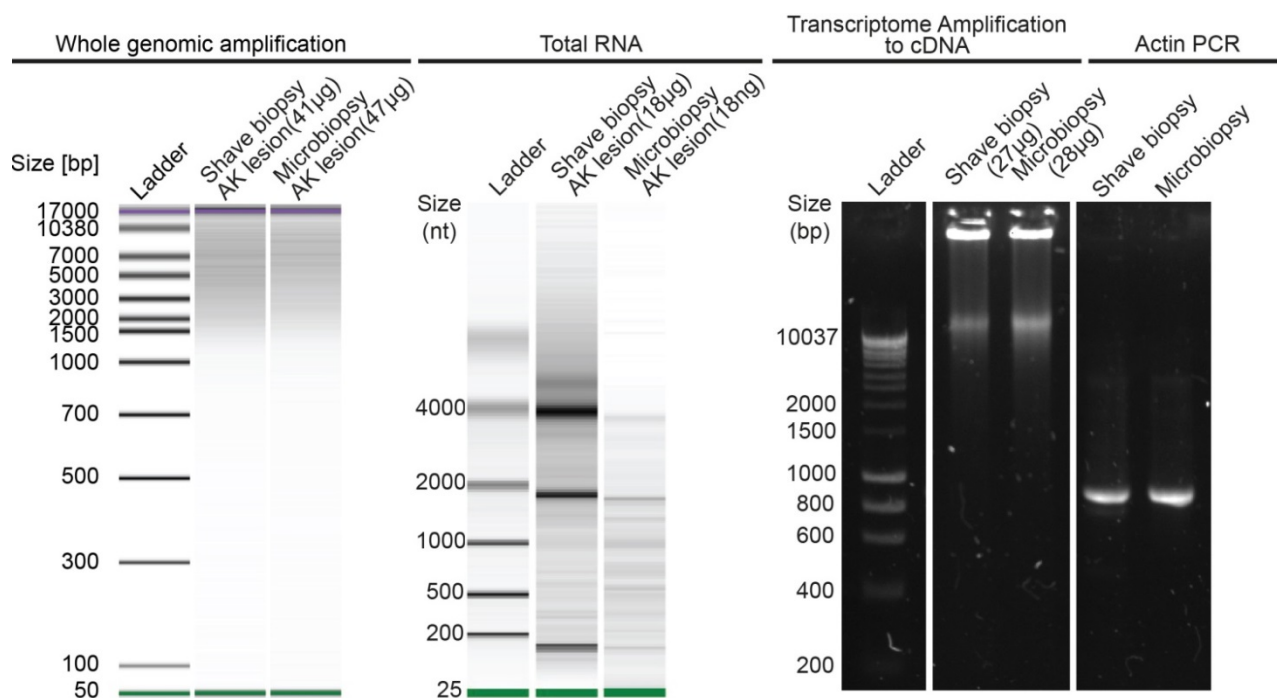 Whole genomic amplification
Size [bp]
Ladder
Shave biopsy
AK lesion(41µg)
Microbiopsy
AK lesion(47µg)
17000
10380
7000
5000
3000
2000
1500
1000
700
500
300
100
50
Total RNA
Size
(nt)
Ladder
Shave biopsy
AK lesion(18µg)
Microbiopsy
AK lesion(18ng)
4000
2000
1000
500
200
25
Transcriptome Amplification
to cDNA
Size
(bp)
Ladder
Shave biopsy
(27µg)
Microbiopsy
(28µg)
10037
2000
1500
1000
800
600
400
200
Actin PCR
Shave biopsy
Microbiopsy